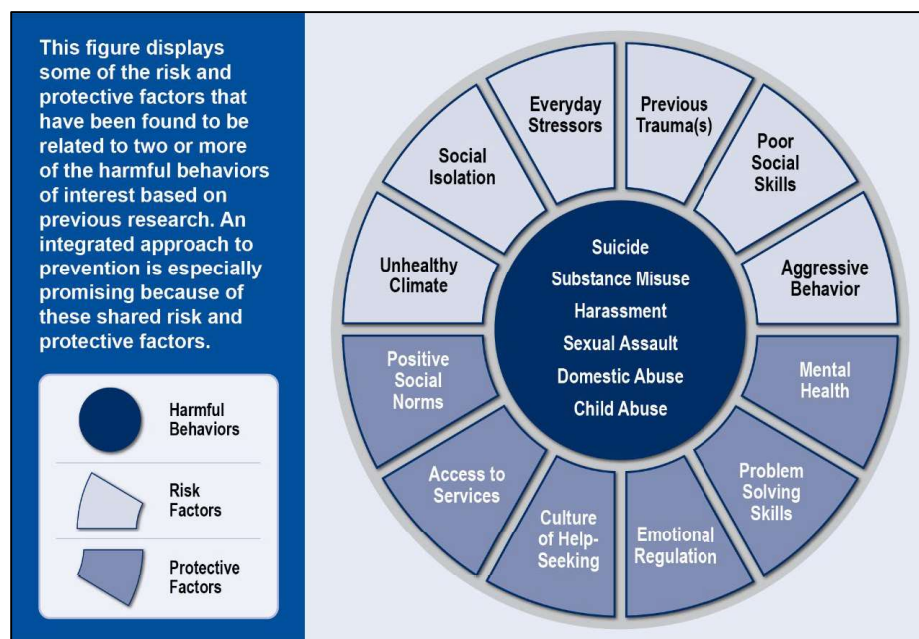 This figure displays
some of the risk and
protective factors that
have been found to be
related to two or more
of the harmful behaviors
of interest based on
previous research. An
integrated approach to
prevention is especially
promising because of
these shared risk and
protective factors.
Harmful
Behaviors
Risk
Factors
Protective
Factors
Everyday
Stressors
Previous
Trauma(s)
Poor
Social
Skills
Aggressive
Behavior
Mental
Health
Problem
Solving
Skills
Emotional
Regulation
Culture
of Help-
Seeking
Access to
Services
Positive
Social
Norms
Unhealthy
Climate
Social
Isolation
Suicide
Substance Misuse
Harassment
Sexual Assault
Domestic Abuse
Child Abuse